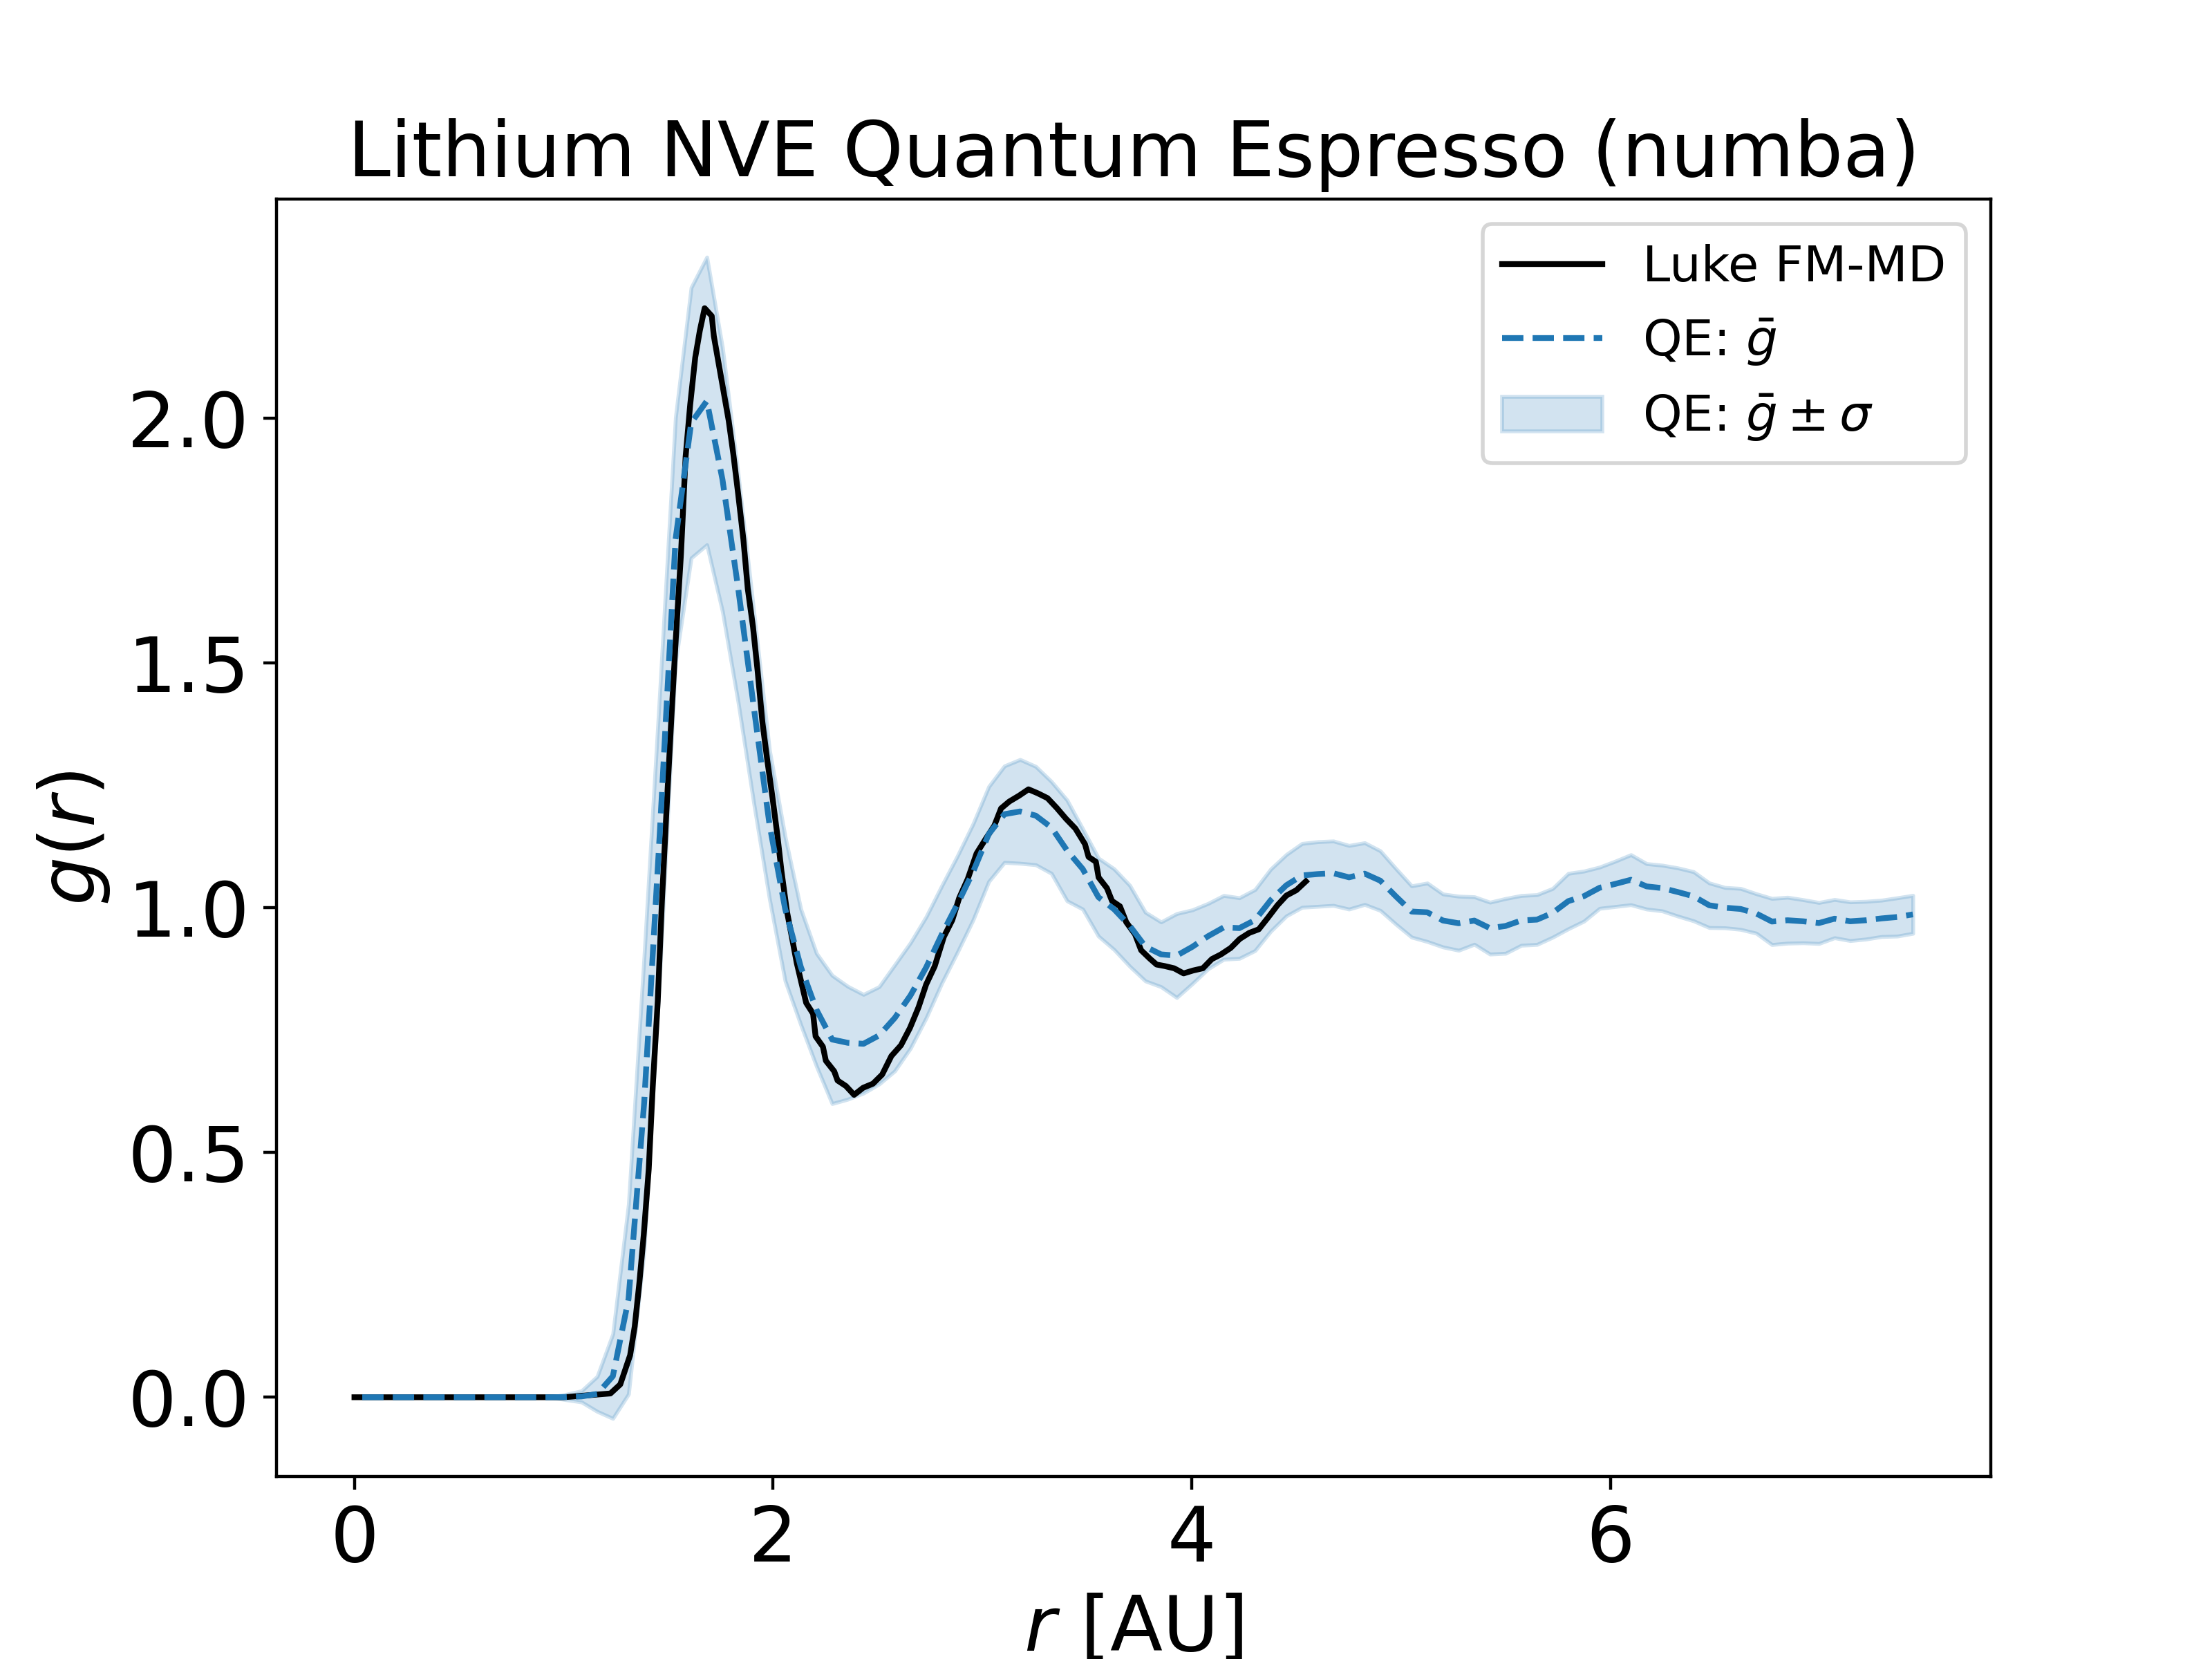 Lithium NVE Quantum Espresso (numba)
Luke FM-MD
QE: ḡ
QE: ḡ ± σ
g(r)
2.0
1.5
1.0
0.5
0.0
0 2 4 6
r [AU]